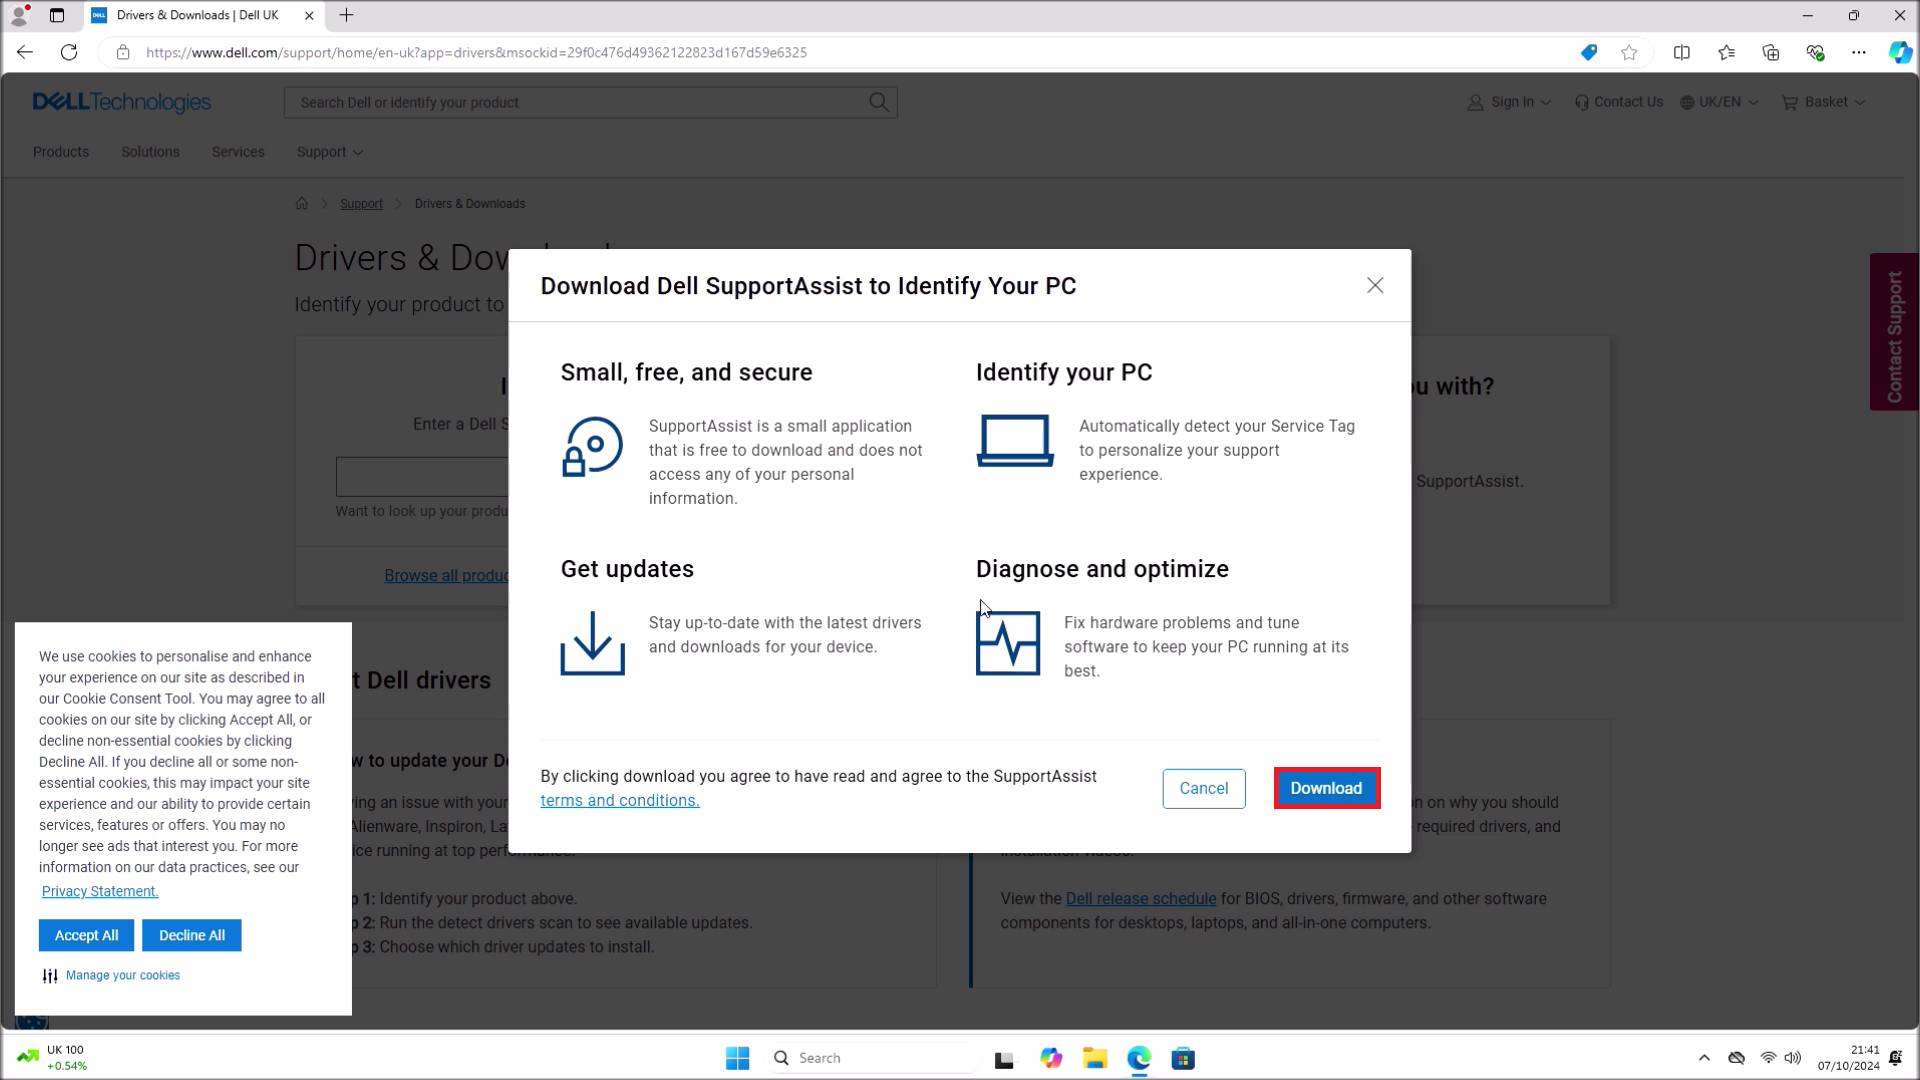 Drivers & Downloads | Dell UK
https://www.dell.com/support/home/en-uk?app=drivers&msockid=29f0c476d49362122823d167d59e6325
DELLTechnologies
Search Dell or identify your product
Sign In
Contact Us
UK/EN
Basket
Products
Solutions
Services
Support
Support
Drivers & Downloads
Drivers &
Identify your product to
Enter a Dell
Want to look up your
Browse all
u with?
SupportAssist.
Contact Support
Download Dell SupportAssist to Identify Your PC
Small, free, and secure
SupportAssist is a small application
that is free to download and does not
access any of your personal
information.
Identify your PC
Automatically detect your Service Tag
to personalize your support
experience.
Get updates
Stay up-to-date with the latest drivers
and downloads for your device.
Diagnose and optimize
Fix hardware problems and tune
software to keep your PC running at its
best.
By clicking download you agree to have read and agree to the SupportAssist
terms and conditions.
Cancel
Download
t Dell drivers
w to update your
ing an issue with your
Alienware, Inspiron,
ice running at top
p 1: Identify your product above.
p 2: Run the detect drivers scan to see available updates.
p 3: Choose which driver updates to install.
on on why you should
required drivers, and
installation videos.
View the Dell release schedule for BIOS, drivers, firmware, and other software
components for desktops, laptops, and all-in-one computers.
We use cookies to personalise and enhance
your experience on our site as described in
our Cookie Consent Tool. You may agree to all
cookies on our site by clicking Accept All, or
decline non-essential cookies by clicking
Decline All. If you decline all or some non-
essential cookies, this may impact your site
experience and our ability to provide certain
services, features or offers. You may no
longer see ads that interest you. For more
information on our data practices, see our
Privacy Statement.
Accept All
Decline All
Manage your cookies
UK 100
+0.54%
Search
21:41
07/10/2024